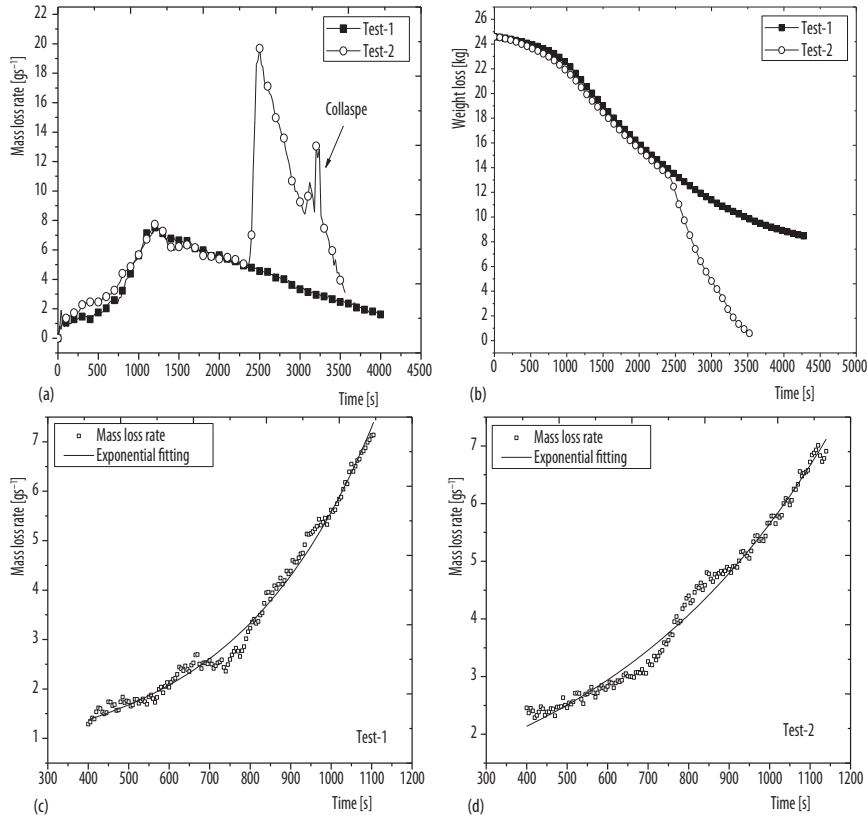 Mass loss rate [gs⁻¹]
22
20
18
16
14
12
10
8
6
4
2
0
Test-1
Test-2
Collaspe
0 500 1000 1500 2000 2500 3000 3500 4000 4500
(a)
Time [s]
Weight loss [kg]
26
24
22
20
18
16
14
12
10
8
6
4
2
0
Test-1
Test-2
0 500 1000 1500 2000 2500 3000 3500 4000 4500 5000
(b)
Time [s]
Mass loss rate [gs⁻¹]
7
6
5
4
3
2
1
Mass loss rate
Exponential fitting
Test-1
300 400 500 600 700 800 900 1000 1100 1200
(c)
Time [s]
Mass loss rate [gs⁻¹]
7
6
5
4
3
2
Mass loss rate
Exponential fitting
Test-2
300 400 500 600 700 800 900 1000 1100 1200
(d)
Time [s]